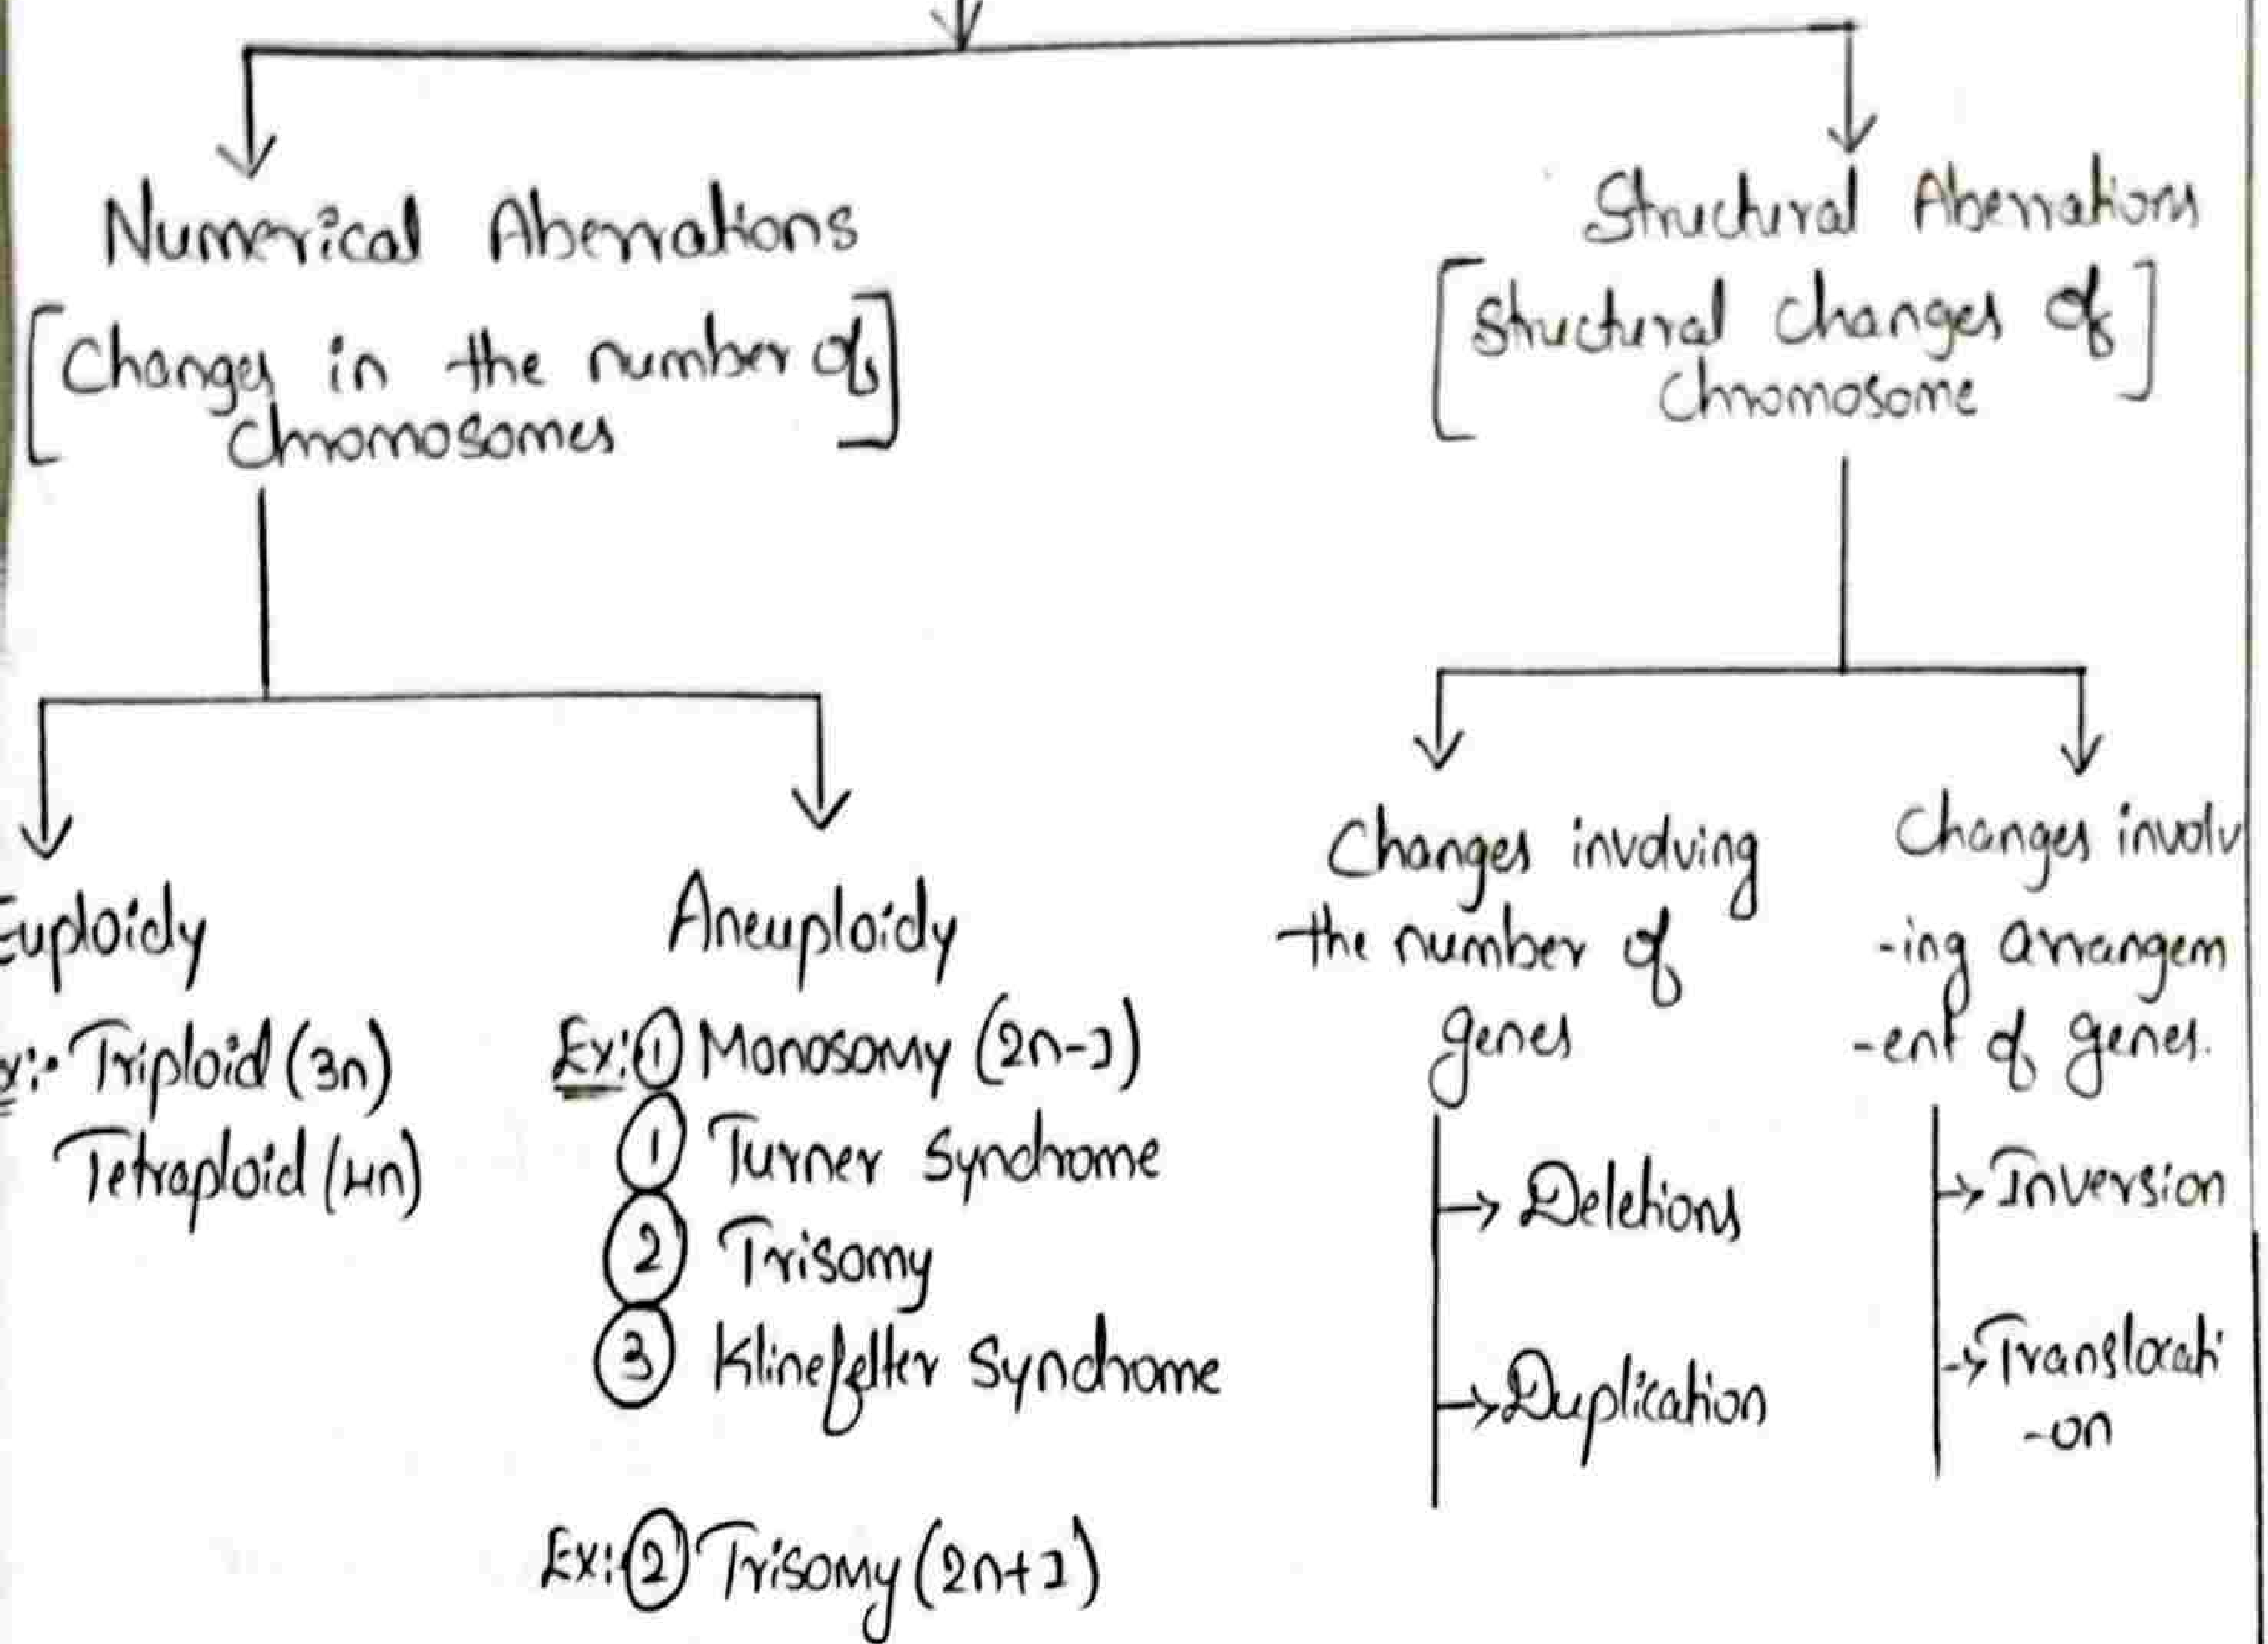 Numerical Aberrations
[Changes in the number of]
chromosomes
Structural Aberrations
[Structural changes of]
chromosome
Euploidy
Ex:- Triploid (3n)
Tetraploid (4n)
Aneuploidy
Ex: ① Monosomy (2n-1)
① Turner Syndrome
② Trisomy
③ Klinefelter Syndrome
Ex: ② Trisomy (2n+1)
Changes involving
the number of
genes
→ Deletions
→ Duplication
Changes involv
-ing arrangem
-ent of genes.
→ Inversion
→ Translocati
-on